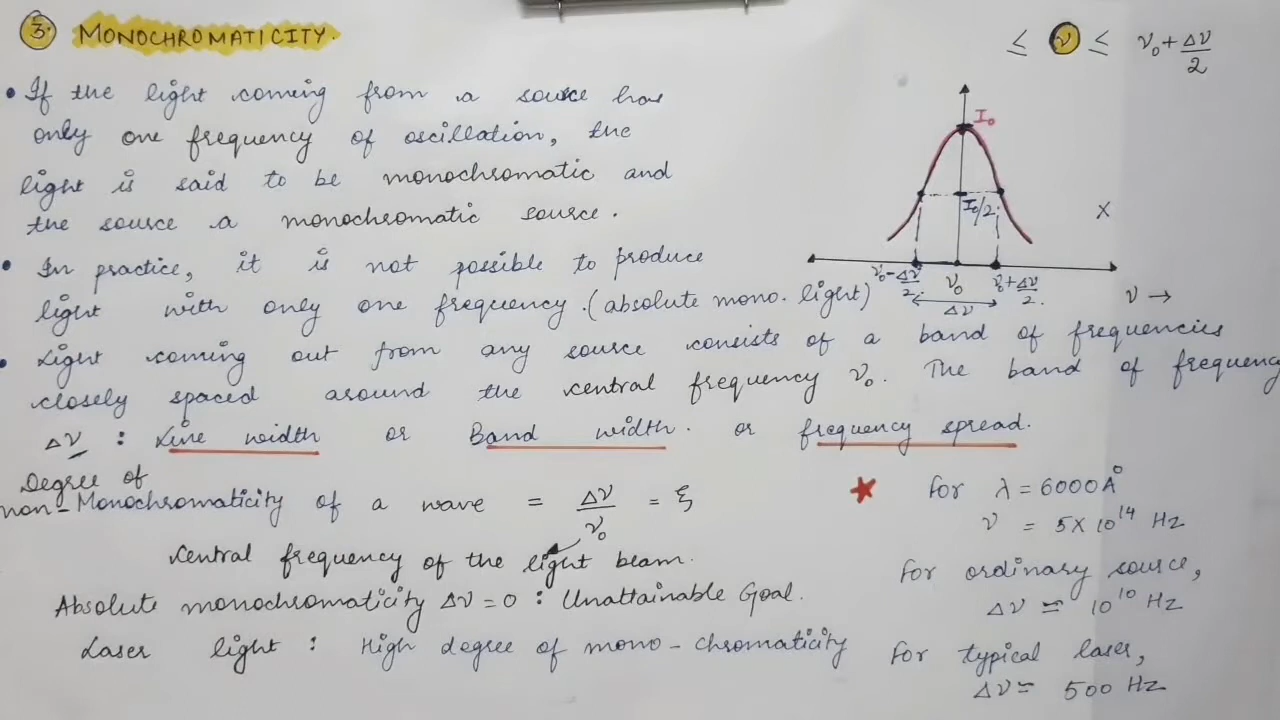 3. MONOCHROMATICITY.
≤ ν ≤ ν₀ + Δν/2
• If the light coming from a source has
only one frequency of oscillation, the
light is said to be monochromatic and
the source a monochromatic source.
I₀
I₀/2
X
ν₀ - Δν/2
ν₀
ν₀ + Δν/2.
Δν
ν →
• In practice, it is not possible to produce
light with only one frequency. (absolute mono. light)
• Light coming out from any source consists of a band of frequencies
closely spaced around the central frequency ν₀. The band of frequency
Δν : Line width or Band width. or frequency spread.
Degree of
non-Monochromaticity of a wave = Δν/ν₀ = ξ
Central frequency of the light beam.
Absolute monochromaticity Δν = 0 : Unattainable Goal.
Laser light : High degree of mono-chromaticity
★ For λ = 6000 A°
ν = 5 × 10¹⁴ Hz
For ordinary source,
Δν ≃ 10¹⁰ Hz
For typical laser,
Δν ≃ 500 Hz